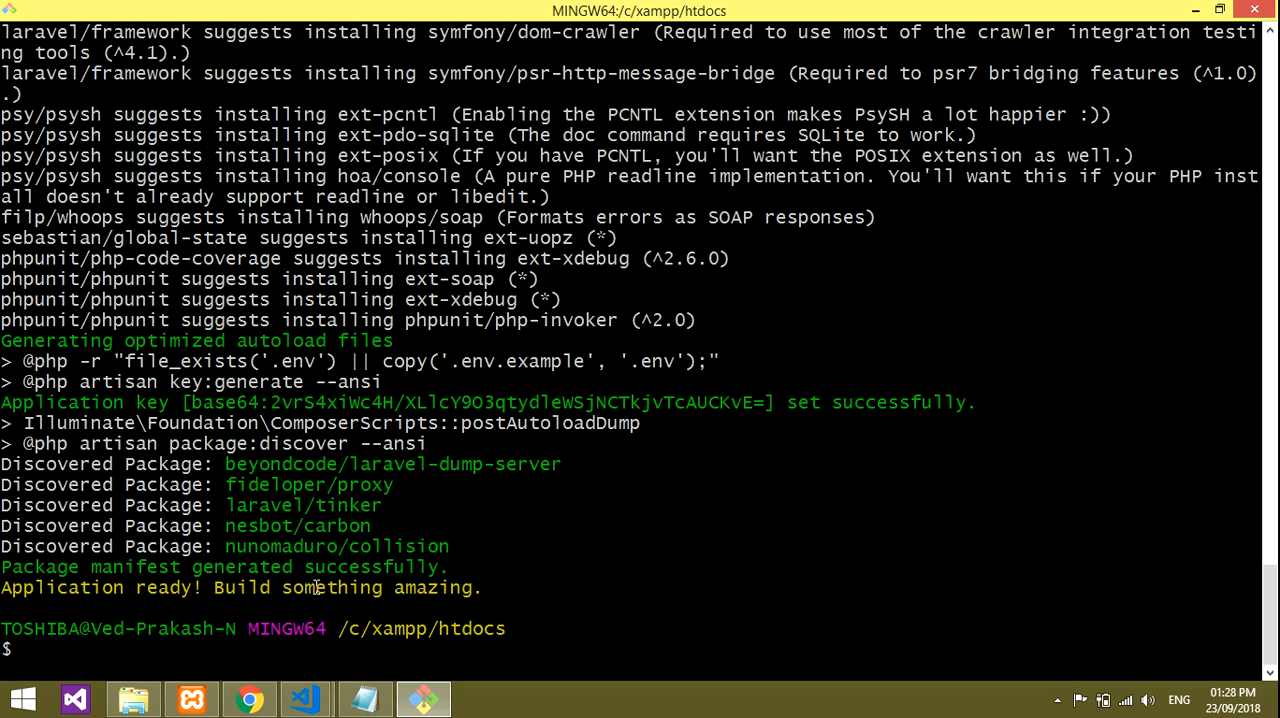 MINGW64:/c/xampp/htdocs
laravel/framework suggests installing symfony/dom-crawler (Required to use most of the crawler integration testi
ng tools (^4.1).)
laravel/framework suggests installing symfony/psr-http-message-bridge (Required to psr7 bridging features (^1.0)
.)
psy/psysh suggests installing ext-pcntl (Enabling the PCNTL extension makes PsySH a lot happier :))
psy/psysh suggests installing ext-pdo-sqlite (The doc command requires SQLite to work.)
psy/psysh suggests installing ext-posix (If you have PCNTL, you'll want the POSIX extension as well.)
psy/psysh suggests installing hoa/console (A pure PHP readline implementation. You'll want this if your PHP inst
all doesn't already support readline or libedit.)
filp/whoops suggests installing whoops/soap (Formats errors as SOAP responses)
sebastian/global-state suggests installing ext-uopz (*)
phpunit/php-code-coverage suggests installing ext-xdebug (^2.6.0)
phpunit/phpunit suggests installing ext-soap (*)
phpunit/phpunit suggests installing ext-xdebug (*)
phpunit/phpunit suggests installing phpunit/php-invoker (^2.0)
Generating optimized autoload files
> @php -r "file_exists('.env') || copy('.env.example', '.env');"
> @php artisan key:generate --ansi
Application key [base64:2vrS4xiWc4H/XLlcY9O3qtydleWSjNCTkjvTcAUCKvE=] set successfully.
> Illuminate\Foundation\ComposerScripts::postAutoloadDump
> @php artisan package:discover --ansi
Discovered Package: beyondcode/laravel-dump-server
Discovered Package: fideloper/proxy
Discovered Package: laravel/tinker
Discovered Package: nesbot/carbon
Discovered Package: nunomaduro/collision
Package manifest generated successfully.
Application ready! Build something amazing.
TOSHIBA@Ved-Prakash-N MINGW64 /c/xampp/htdocs
$
ENG
01:28 PM
23/09/2018